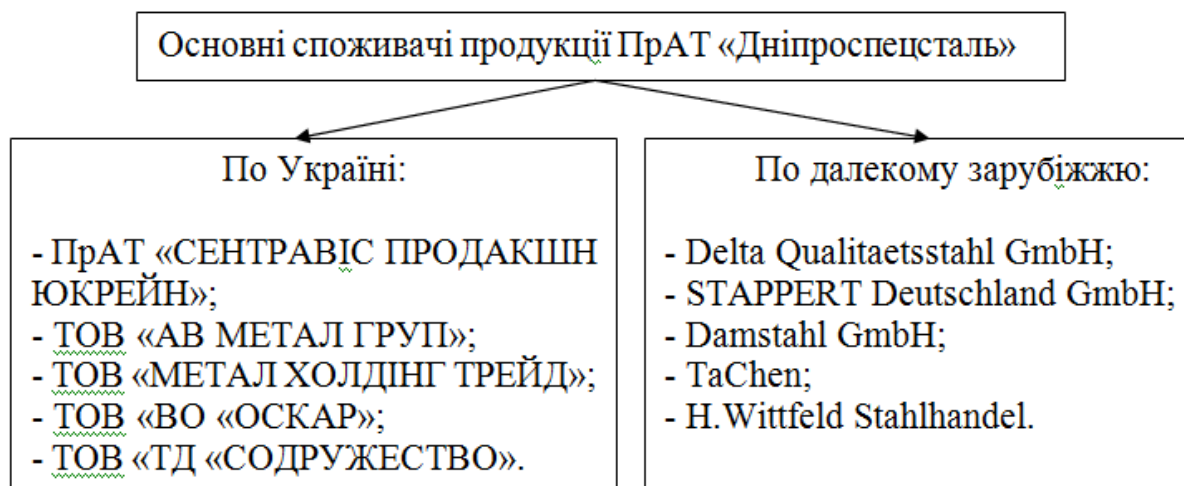 Основні споживачі продукції ПрАТ «Дніпроспецсталь»
По Україні:
- ПрАТ «СЕНТРАВІС ПРОДАКШН
ЮКРЕЙН»;
- ТОВ «АВ МЕТАЛ ГРУП»;
- ТОВ «МЕТАЛ ХОЛДІНГ ТРЕЙД»;
- ТОВ «ВО «ОСКАР»;
- ТОВ «ТД «СОДРУЖЕСТВО».
По далекому зарубіжжю:
- Delta Qualitaetsstahl GmbH;
- STAPPERT Deutschland GmbH;
- Damstahl GmbH;
- TaChen;
- H.Wittfeld Stahlhandel.